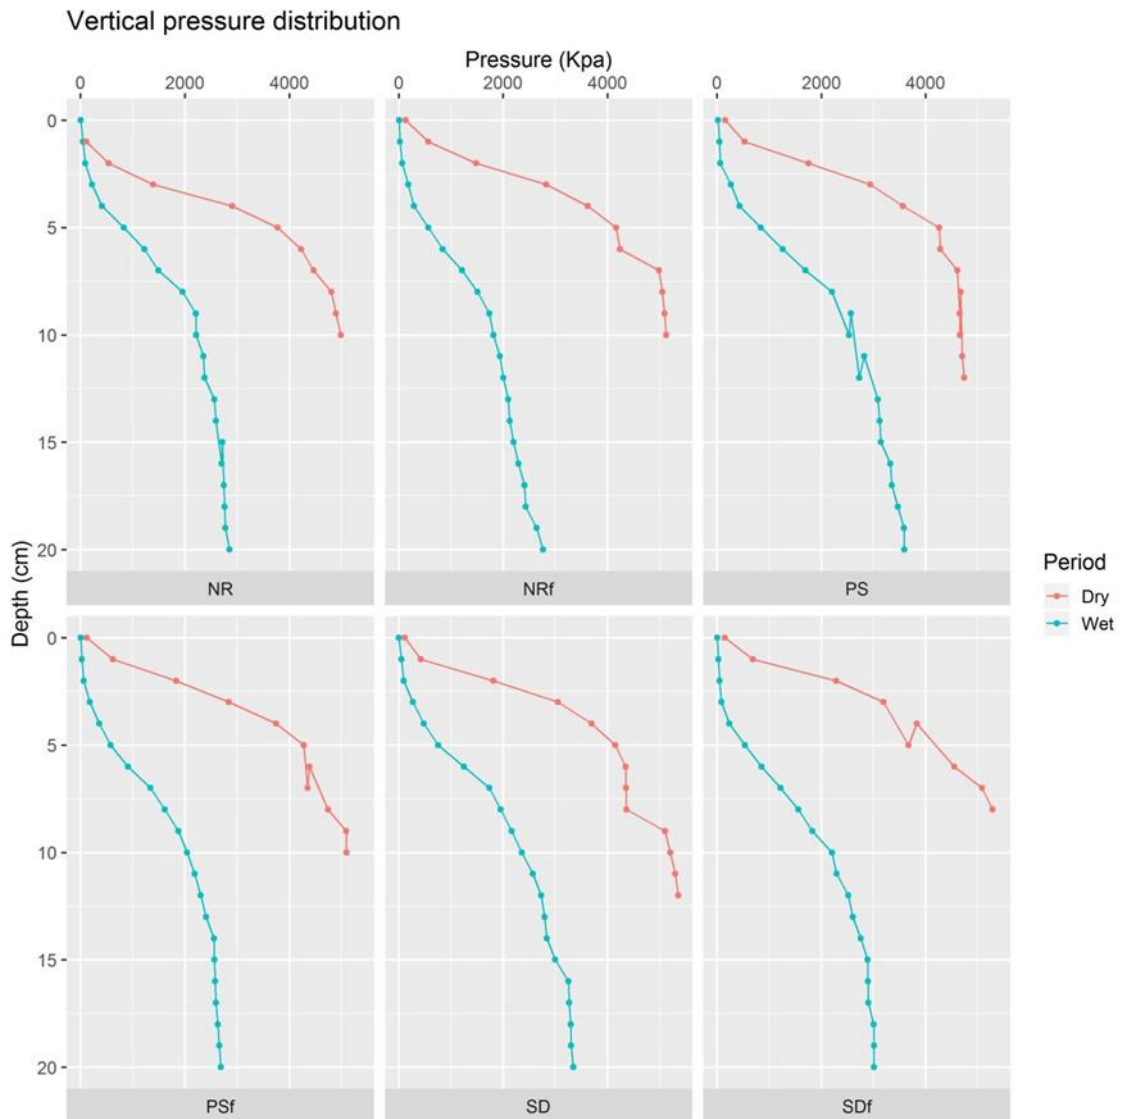 Vertical pressure distribution
Pressure (Kpa)
0 2000 4000 0 2000 4000 0 2000 4000
0
5
10
15
20
NR NRf PS
Depth (cm)
Period
Dry
Wet
0
5
10
15
20
PSf SD SDf